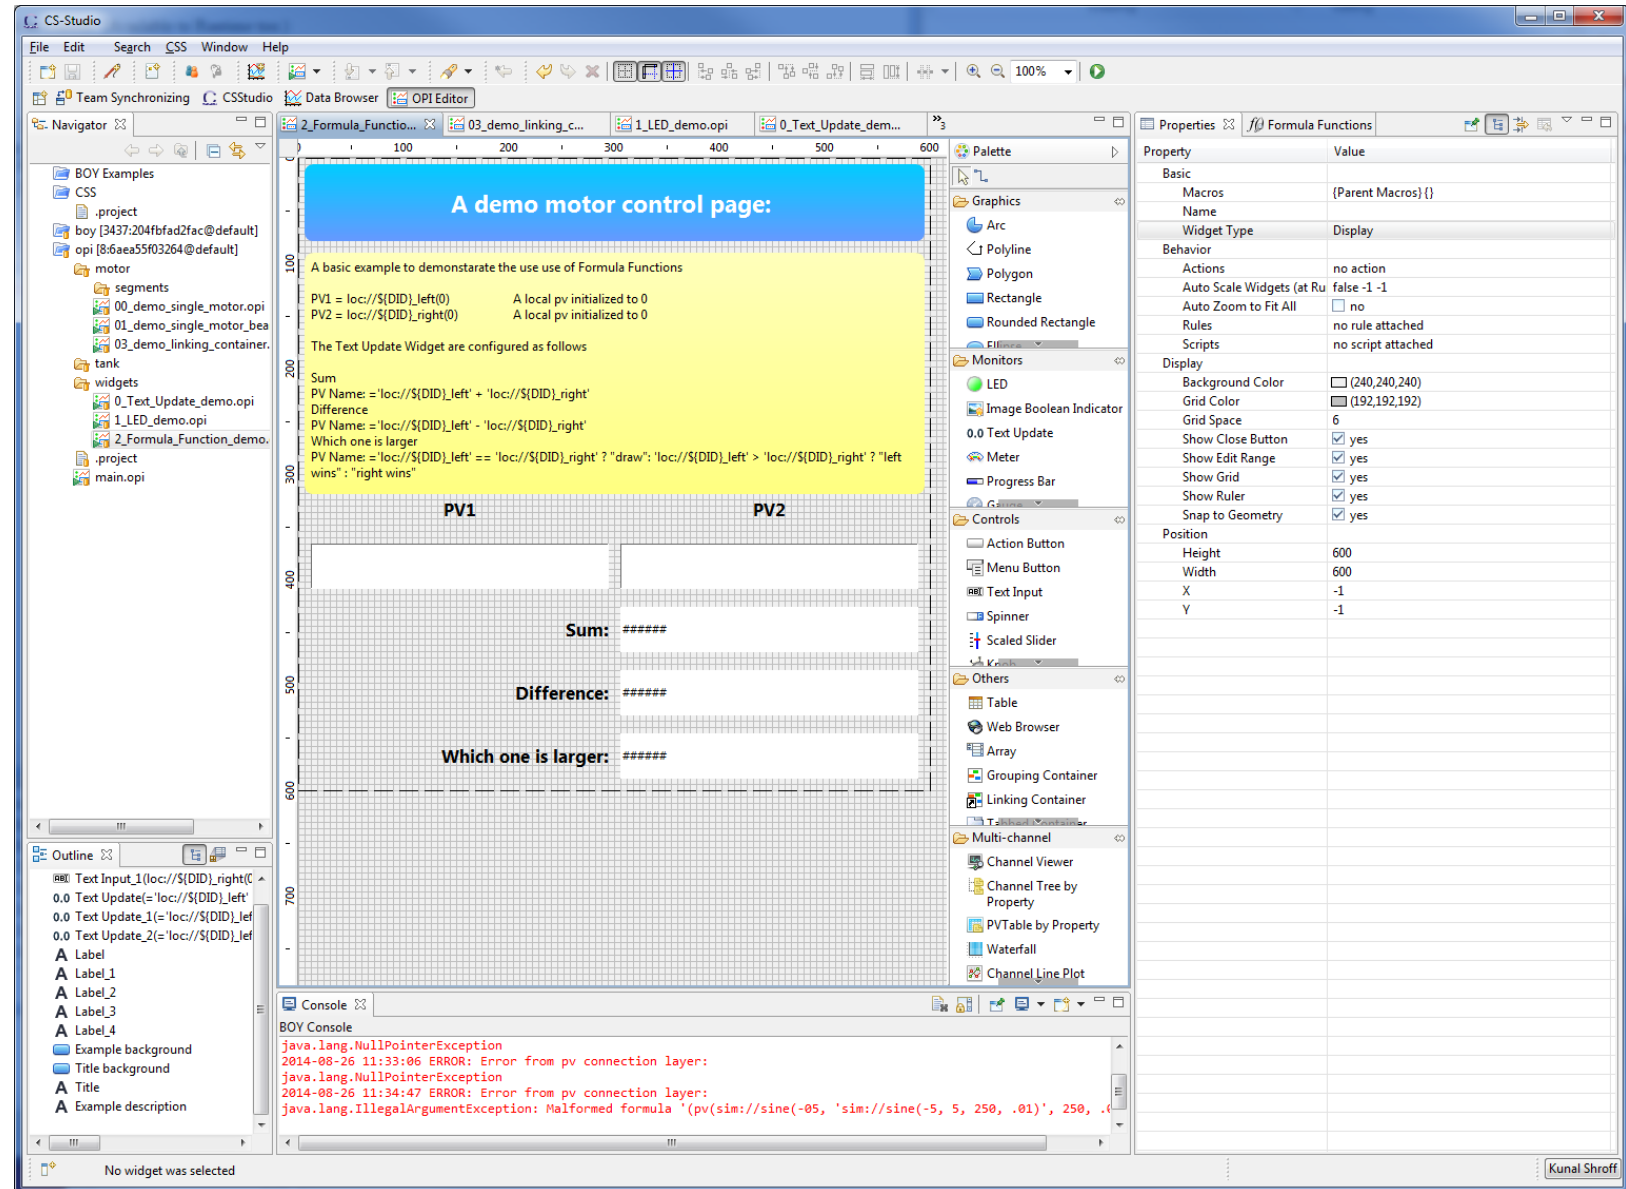 CS-Studio
File Edit Search CSS Window Help
100%
Team Synchronizing CSStudio Data Browser OPI Editor
Navigator
BOY Examples
CSS
.project
boy [3437:204fbfad2fac@default]
opi [8:6aea55f03264@default]
motor
segments
00_demo_single_motor.opi
01_demo_single_motor_bea
03_demo_linking_container.
tank
widgets
0_Text_Update_demo.opi
1_LED_demo.opi
2_Formula_Function_demo.
.project
main.opi
Outline
Text Input_1(loc://${DID}_right(0
0.0 Text Update(='loc://${DID}_left'
0.0 Text Update_1(='loc://${DID}_lef
0.0 Text Update_2(='loc://${DID}_lef
A Label
A Label_1
A Label_2
A Label_3
A Label_4
Example background
Title background
A Title
A Example description
2_Formula_Functio... 03_demo_linking_c... 1_LED_demo.opi 0_Text_Update_dem... »3
0 100 200 300 400 500 600
100
200
300
400
500
600
700
A demo motor control page:
A basic example to demonstarate the use use of Formula Functions
PV1 = loc://${DID}_left(0) A local pv initialized to 0
PV2 = loc://${DID}_right(0) A local pv initialized to 0
The Text Update Widget are configured as follows
Sum
PV Name: ='loc://${DID}_left' + 'loc://${DID}_right'
Difference
PV Name: ='loc://${DID}_left' - 'loc://${DID}_right'
Which one is larger
PV Name: ='loc://${DID}_left' == 'loc://${DID}_right' ? "draw": 'loc://${DID}_left' > 'loc://${DID}_right' ? "left
wins" : "right wins"
PV1 PV2
Sum: ######
Difference: ######
Which one is larger: ######
Palette
Graphics
Arc
Polyline
Polygon
Rectangle
Rounded Rectangle
Ellipse
Monitors
LED
Image Boolean Indicator
0.0 Text Update
Meter
Progress Bar
Gauge
Controls
Action Button
Menu Button
Text Input
Spinner
Scaled Slider
Knob
Others
Table
Web Browser
Array
Grouping Container
Linking Container
Tabbed Container
Multi-channel
Channel Viewer
Channel Tree by
Property
PVTable by Property
Waterfall
Channel Line Plot
Console
BOY Console
java.lang.NullPointerException
2014-08-26 11:33:06 ERROR: Error from pv connection layer:
java.lang.NullPointerException
2014-08-26 11:34:47 ERROR: Error from pv connection layer:
java.lang.IllegalArgumentException: Malformed formula '(pv(sim://sine(-05, 'sim://sine(-5, 5, 250, .01)', 250, .0
Properties f() Formula Functions
Property Value
Basic
Macros {Parent Macros}{}
Name
Widget Type Display
Behavior
Actions no action
Auto Scale Widgets (at Ru false -1 -1
Auto Zoom to Fit All no
Rules no rule attached
Scripts no script attached
Display
Background Color (240,240,240)
Grid Color (192,192,192)
Grid Space 6
Show Close Button yes
Show Edit Range yes
Show Grid yes
Show Ruler yes
Snap to Geometry yes
Position
Height 600
Width 600
X -1
Y -1
No widget was selected
Kunal Shroff